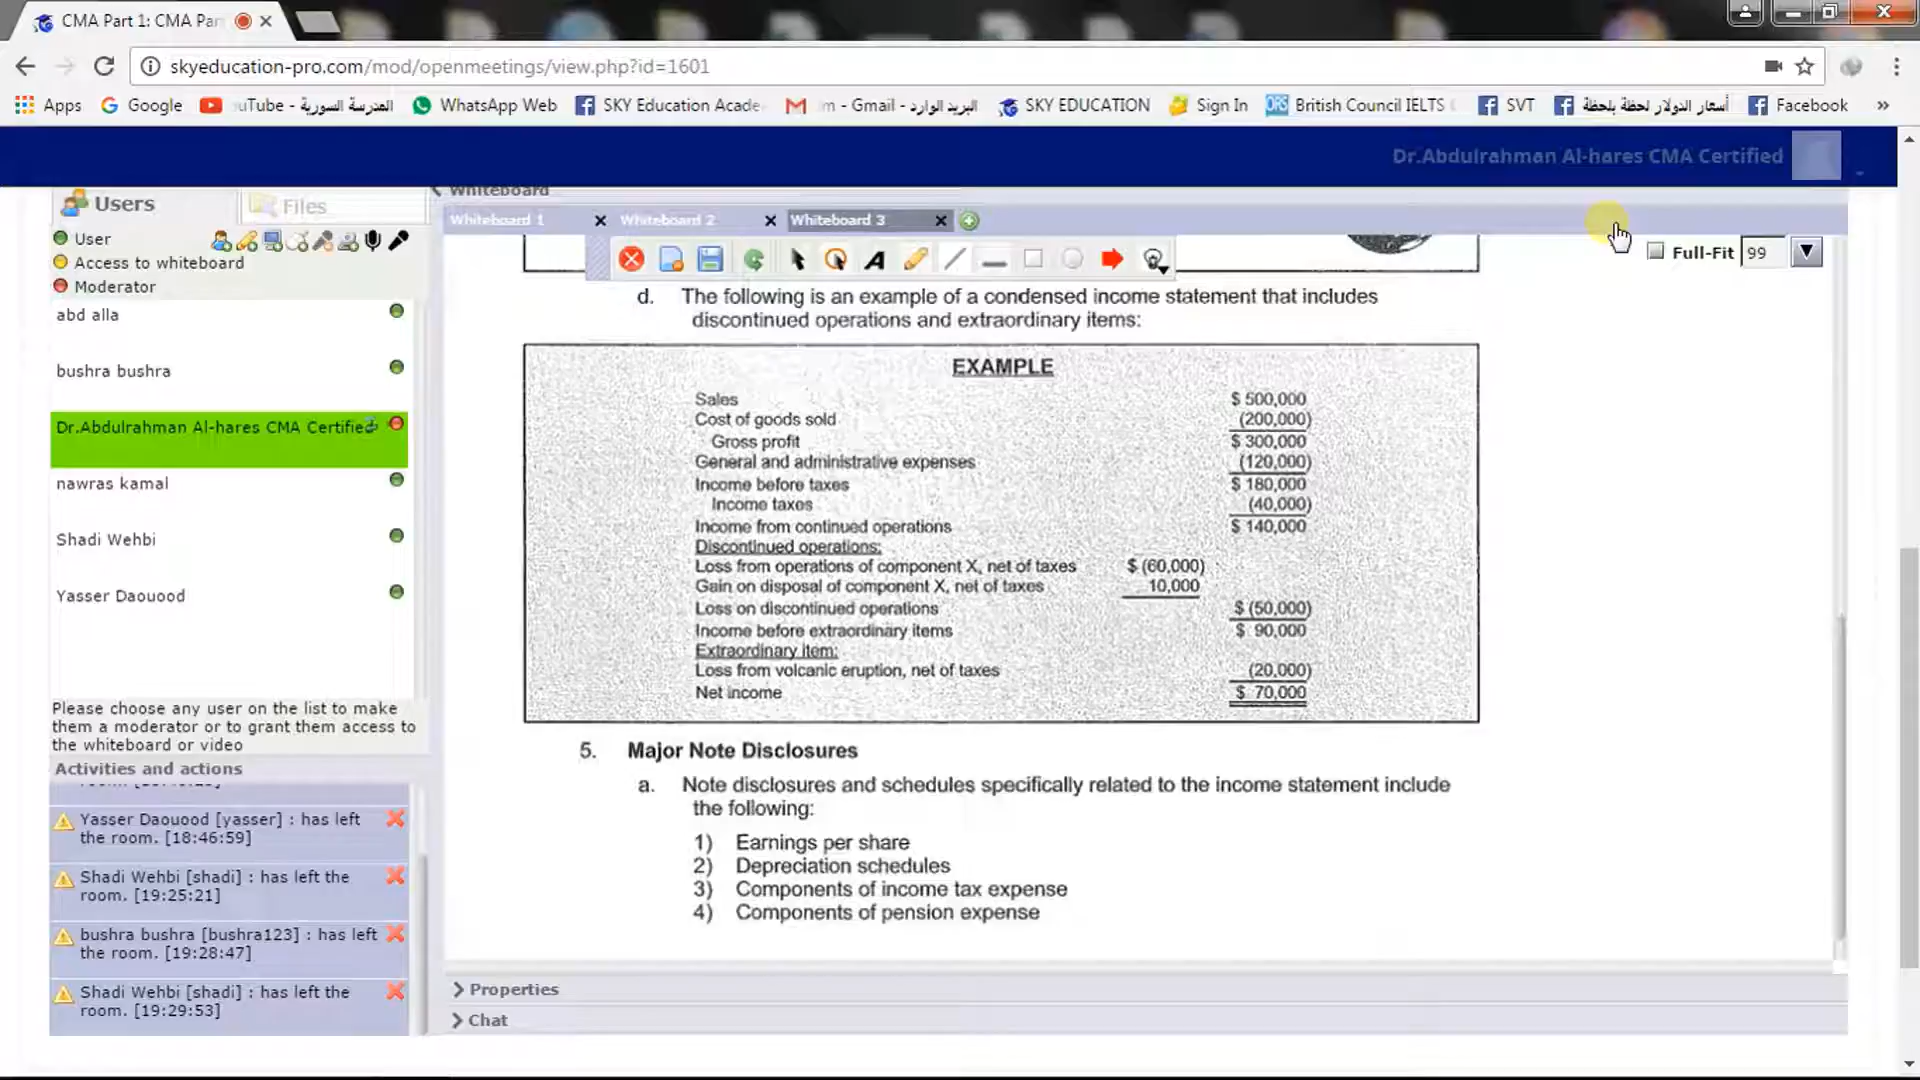 CMA Part 1: CMA Par
skyeducation-pro.com/mod/openmeetings/view.php?id=1601
Apps
Google
uTube - المدرسة السورية
WhatsApp Web
SKY Education Acade
m - Gmail - البريد الوارد
SKY EDUCATION
Sign In
British Council IELTS
SVT
أسعار الدولار لحظة بلحظة
Facebook
Dr.Abdulrahman Al-hares CMA Certified
Users
Files
User
Access to whiteboard
Moderator
abd alla
bushra bushra
Dr.Abdulrahman Al-hares CMA Certified
nawras kamal
Shadi Wehbi
Yasser Daouood
Please choose any user on the list to make
them a moderator or to grant them access to
the whiteboard or video
Activities and actions
Yasser Daouood [yasser] : has left
the room. [18:46:59]
Shadi Wehbi [shadi] : has left the
room. [19:25:21]
bushra bushra [bushra123] : has left
the room. [19:28:47]
Shadi Wehbi [shadi] : has left the
room. [19:29:53]
Whiteboard
Whiteboard 1
Whiteboard 2
Whiteboard 3
A
Full-Fit 99
d. The following is an example of a condensed income statement that includes
discontinued operations and extraordinary items:
EXAMPLE
Sales $ 500,000
Cost of goods sold (200,000)
Gross profit $ 300,000
General and administrative expenses (120,000)
Income before taxes $ 180,000
Income taxes (40,000)
Income from continued operations $ 140,000
Discontinued operations:
Loss from operations of component X, net of taxes $ (60,000)
Gain on disposal of component X, net of taxes 10,000
Loss on discontinued operations $ (50,000)
Income before extraordinary items $ 90,000
Extraordinary item:
Loss from volcanic eruption, net of taxes (20,000)
Net income $ 70,000
5. Major Note Disclosures
a. Note disclosures and schedules specifically related to the income statement include
the following:
1) Earnings per share
2) Depreciation schedules
3) Components of income tax expense
4) Components of pension expense
Properties
Chat